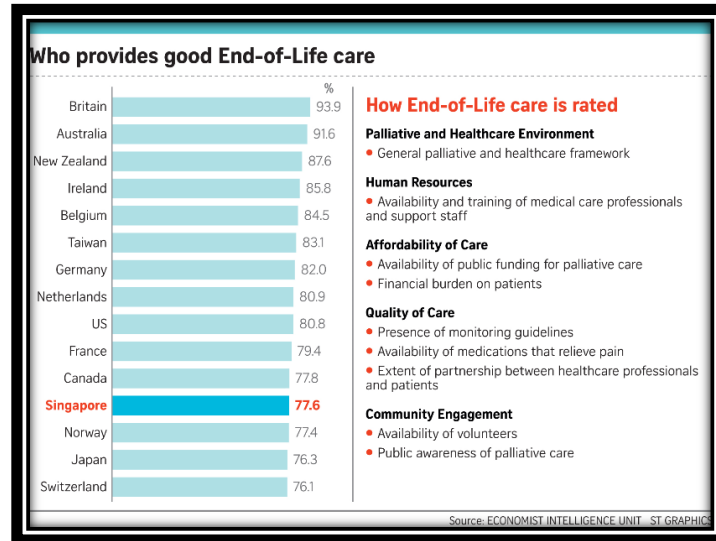 Who provides good End-of-Life care
%
Britain 93.9
Australia 91.6
New Zealand 87.6
Ireland 85.8
Belgium 84.5
Taiwan 83.1
Germany 82.0
Netherlands 80.9
US 80.8
France 79.4
Canada 77.8
Singapore 77.6
Norway 77.4
Japan 76.3
Switzerland 76.1
How End-of-Life care is rated
Palliative and Healthcare Environment
• General palliative and healthcare framework
Human Resources
• Availability and training of medical care professionals
and support staff
Affordability of Care
• Availability of public funding for palliative care
• Financial burden on patients
Quality of Care
• Presence of monitoring guidelines
• Availability of medications that relieve pain
• Extent of partnership between healthcare professionals
and patients
Community Engagement
• Availability of volunteers
• Public awareness of palliative care
Source: ECONOMIST INTELLIGENCE UNIT ST GRAPHICS